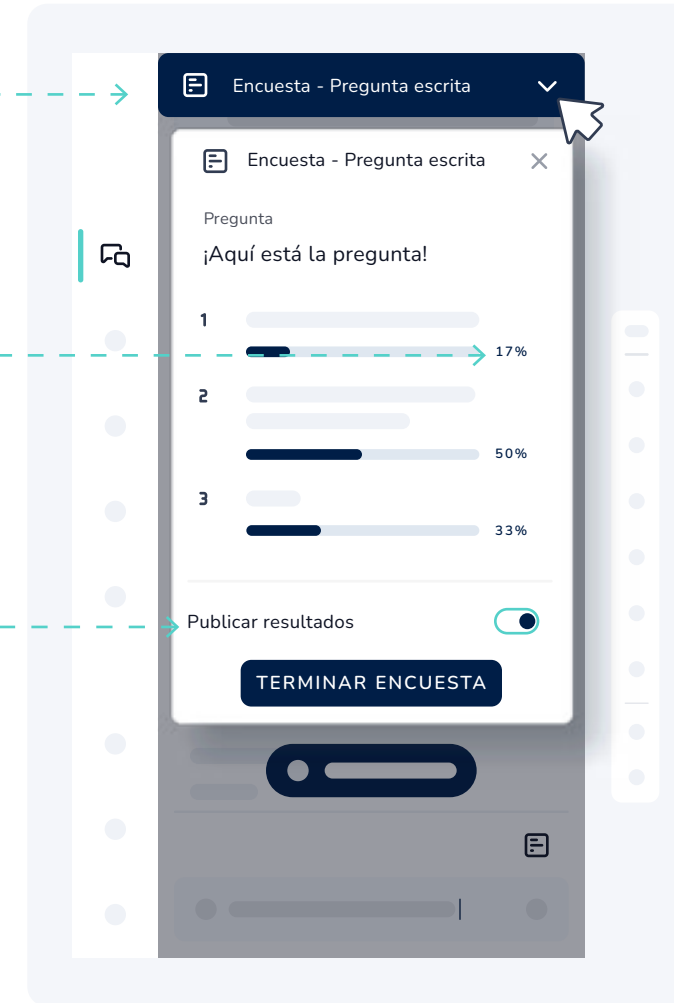 Encuesta - Pregunta escrita
Encuesta - Pregunta escrita
Pregunta
¡Aquí está la pregunta!
1
17%
2
50%
3
33%
Publicar resultados
TERMINAR ENCUESTA